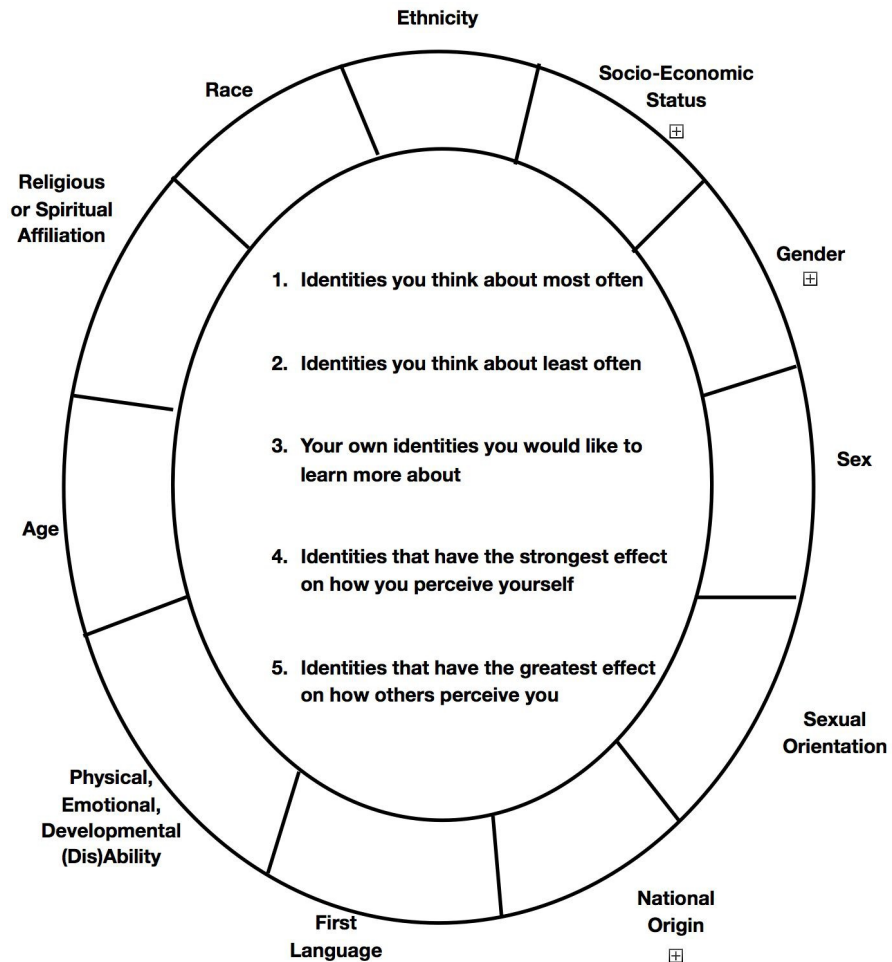 Ethnicity
Socio-Economic
Status
Race
Religious
or Spiritual
Affiliation
Gender
1. Identities you think about most often
2. Identities you think about least often
3. Your own identities you would like to
learn more about
Sex
Age
4. Identities that have the strongest effect
on how you perceive yourself
5. Identities that have the greatest effect
on how others perceive you
Sexual
Orientation
Physical,
Emotional,
Developmental
(Dis)Ability
First
Language
National
Origin